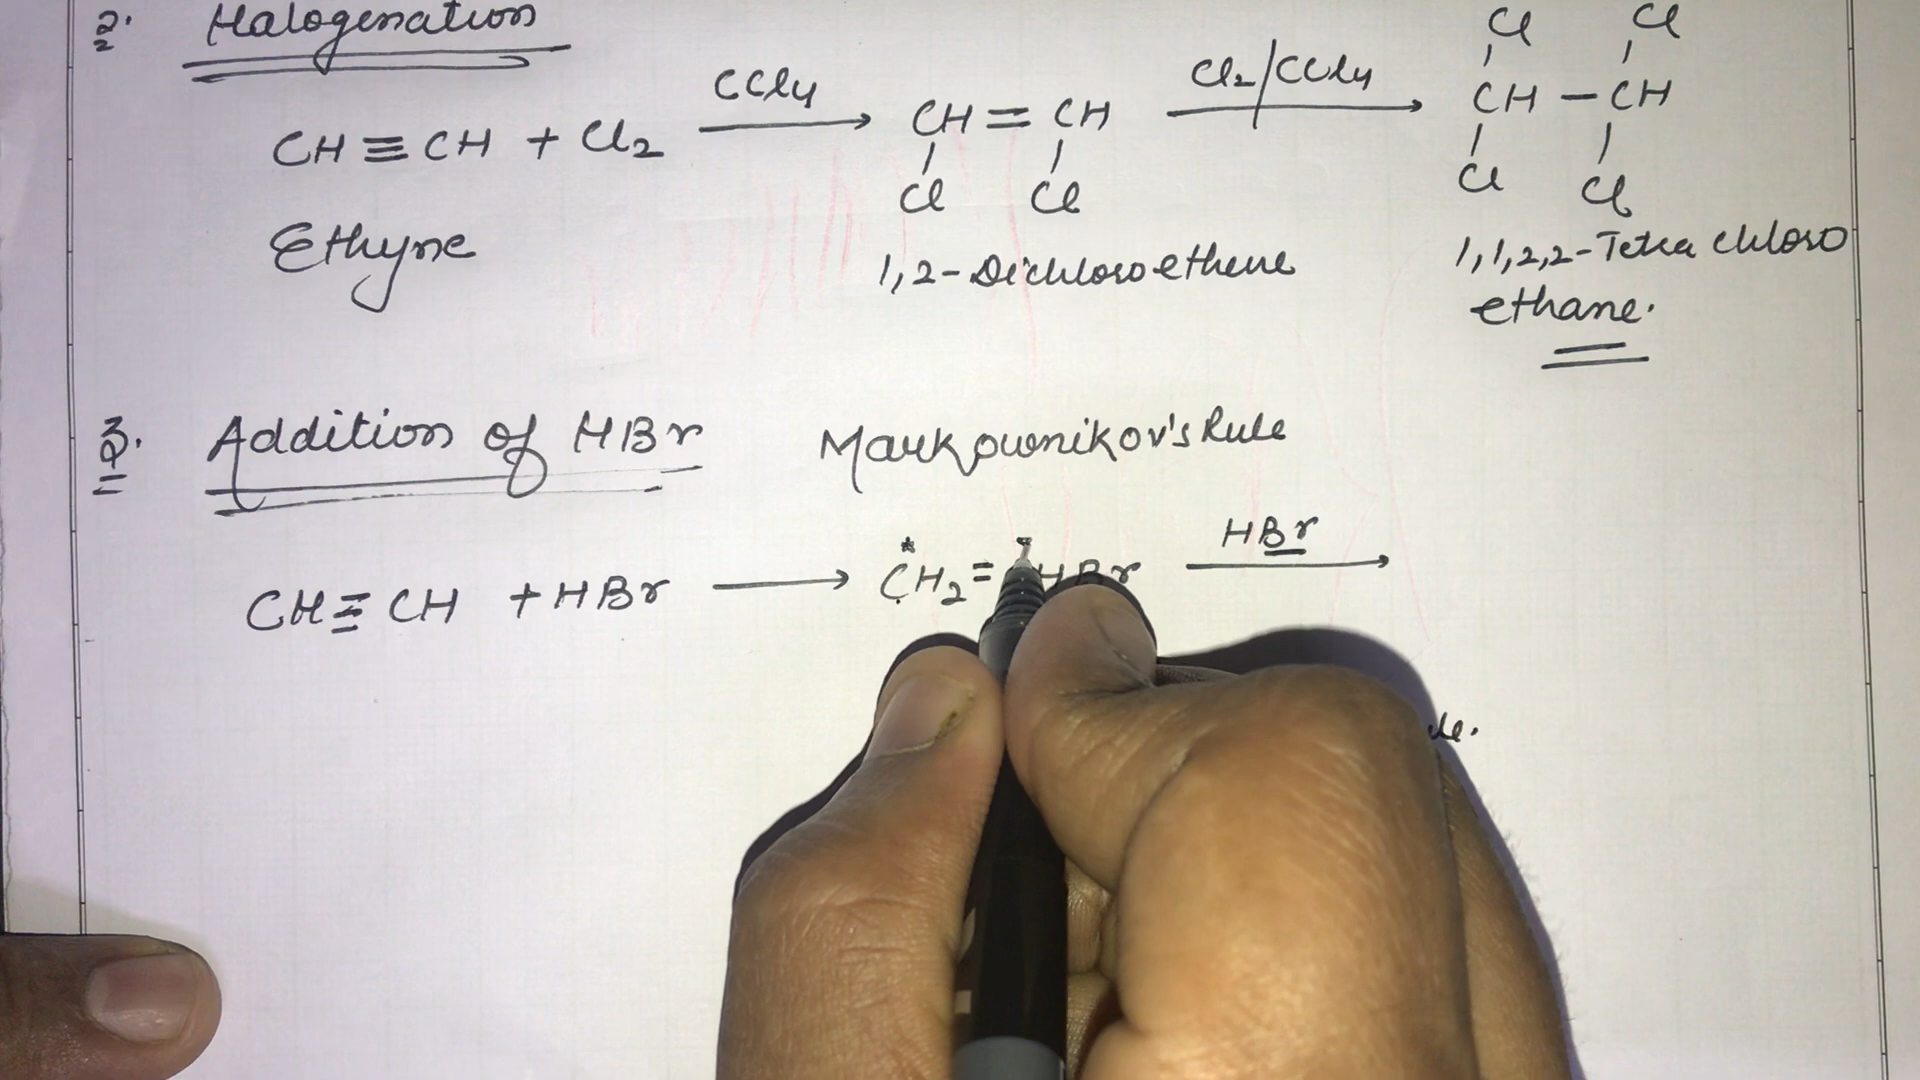 2. Halogenation
CH ≡ CH + Cl2 CCl4 → CH = CH Cl2/CCl4 → CH – CH
Cl Cl Cl Cl Cl Cl
Ethyne 1,2-Dichloroethene 1,1,2,2-Tetra chloro
ethane.
3. Addition of HBr Markownikov's Rule
CH ≡ CH + HBr → *CH2 = HBr HBr →